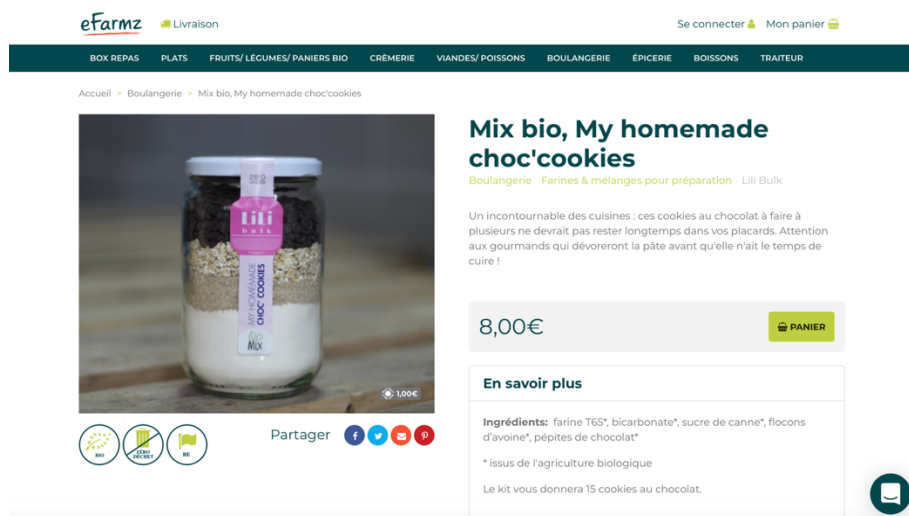 eFarmz
Livraison
Se connecter
Mon panier
BOX REPAS PLATS FRUITS/ LÉGUMES/ PANIERS BIO CRÈMERIE VIANDES/ POISSONS BOULANGERIE ÉPICERIE BOISSONS TRAITEUR
Accueil > Boulangerie > Mix bio, My homemade choc'cookies
ZERO
LiLi
bulk
MY HOMEMADE
CHOC' COOKIES
BIO
MIX
1,00€
BIO
ZÉRO
DÉCHET
BE
Partager
Mix bio, My homemade
choc'cookies
Boulangerie Farines & mélanges pour préparation Lili Bulk
Un incontournable des cuisines : ces cookies au chocolat à faire à
plusieurs ne devrait pas rester longtemps dans vos placards. Attention
aux gourmands qui dévoreront la pâte avant qu'elle n'ait le temps de
cuire !
8,00€
PANIER
En savoir plus
Ingrédients: farine T65*, bicarbonate*, sucre de canne*, flocons
d'avoine*, pépites de chocolat*
* issus de l'agriculture biologique
Le kit vous donnera 15 cookies au chocolat.